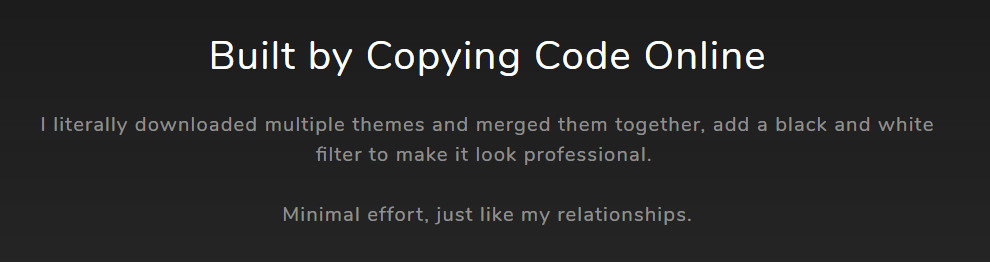 Built by Copying Code Online
I literally downloaded multiple themes and merged them together, add a black and white
filter to make it look professional.
Minimal effort, just like my relationships.